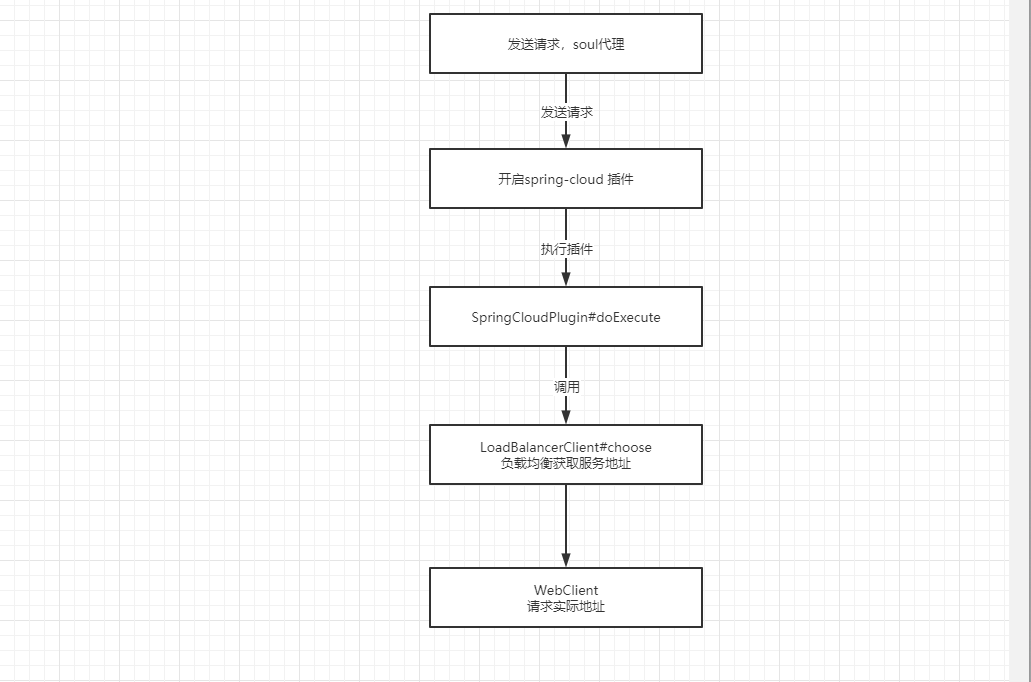 发送请求，soul代理
发送请求
开启spring-cloud 插件
执行插件
SpringCloudPlugin#doExecute
调用
LoadBalancerClient#choose
负载均衡获取服务地址
WebClient
请求实际地址